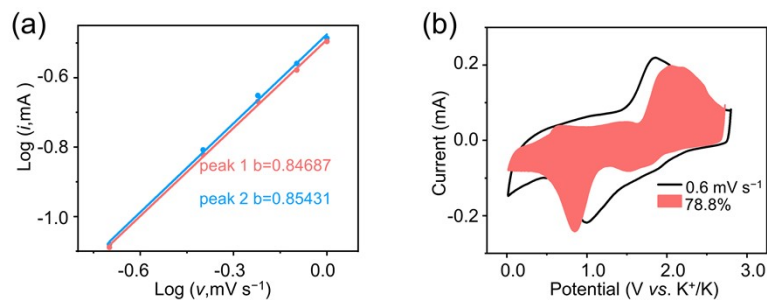 (a)
Log (i,mA)
-0.6
-0.8
-1.0
peak 1 b=0.84687
peak 2 b=0.85431
-0.6
-0.3
0.0
Log (v,mV s⁻¹)
(b)
Current (mA)
0.2
0.0
-0.2
0.6 mV s⁻¹
78.8%
0.0
1.0
2.0
3.0
Potential (V vs. K⁺/K)